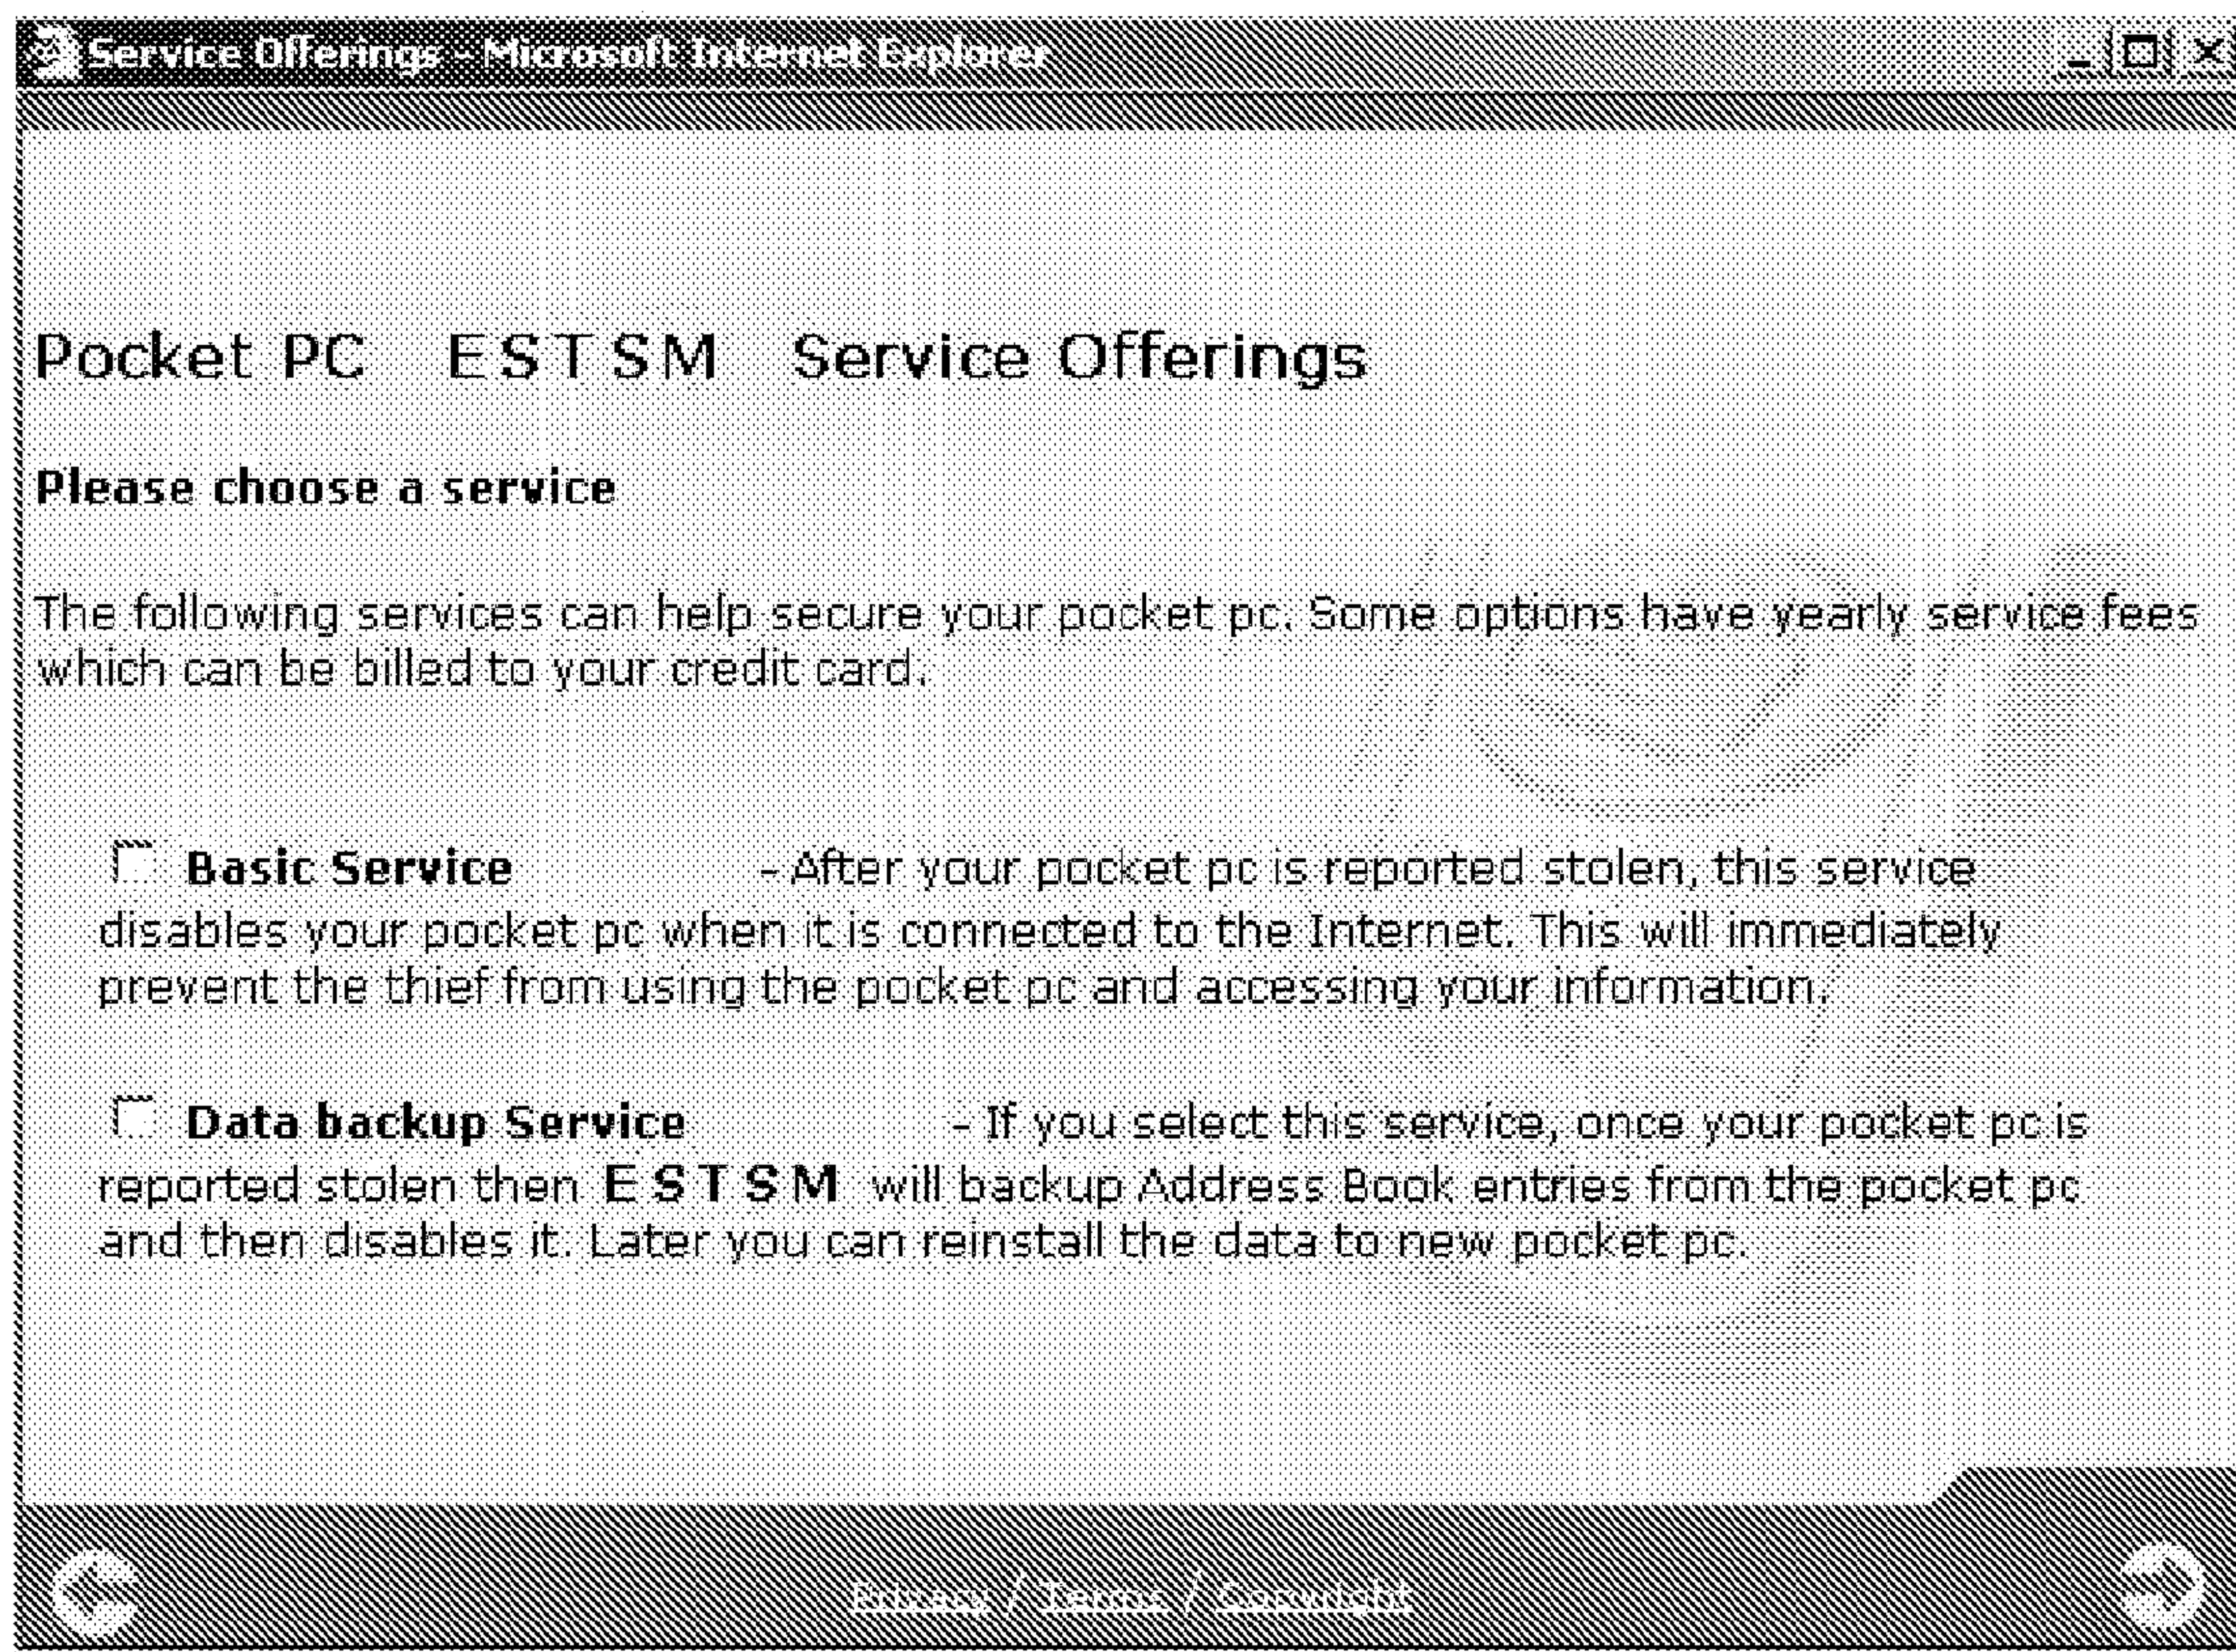 Service Offerings - Microsoft Internet Explorer
Pocket PC E S T S M Service Offerings
Please choose a service
The following services can help secure your pocket pc. Some options have yearly service fees
which can be billed to your credit card.
Basic Service - After your pocket pc is reported stolen, this service
disables your pocket pc when it is connected to the Internet. This will immediately
prevent the thief from using the pocket pc and accessing your information.
Data backup Service - If you select this service, once your pocket pc is
reported stolen then E S T S M will backup Address Book entries from the pocket pc
and then disables it. Later you can reinstall the data to new pocket pc.
Privacy / Terms / Copyright